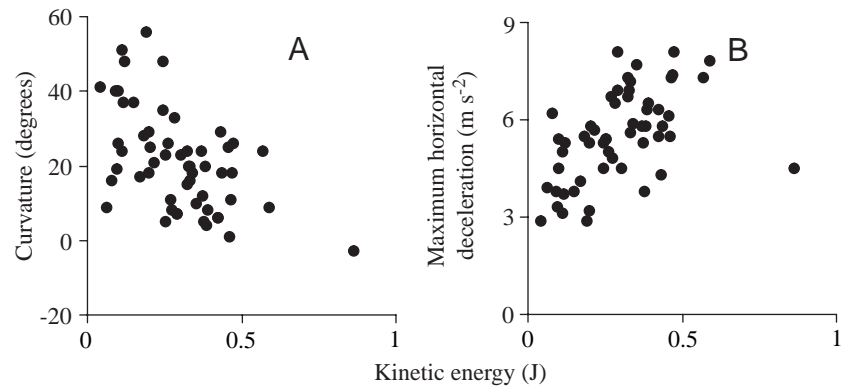 60
40
20
0
-20
Curvature (degrees)
A
0
0.5
1
9
6
3
0
Maximum horizontal
deceleration (m s-2)
B
0
0.5
1
Kinetic energy (J)